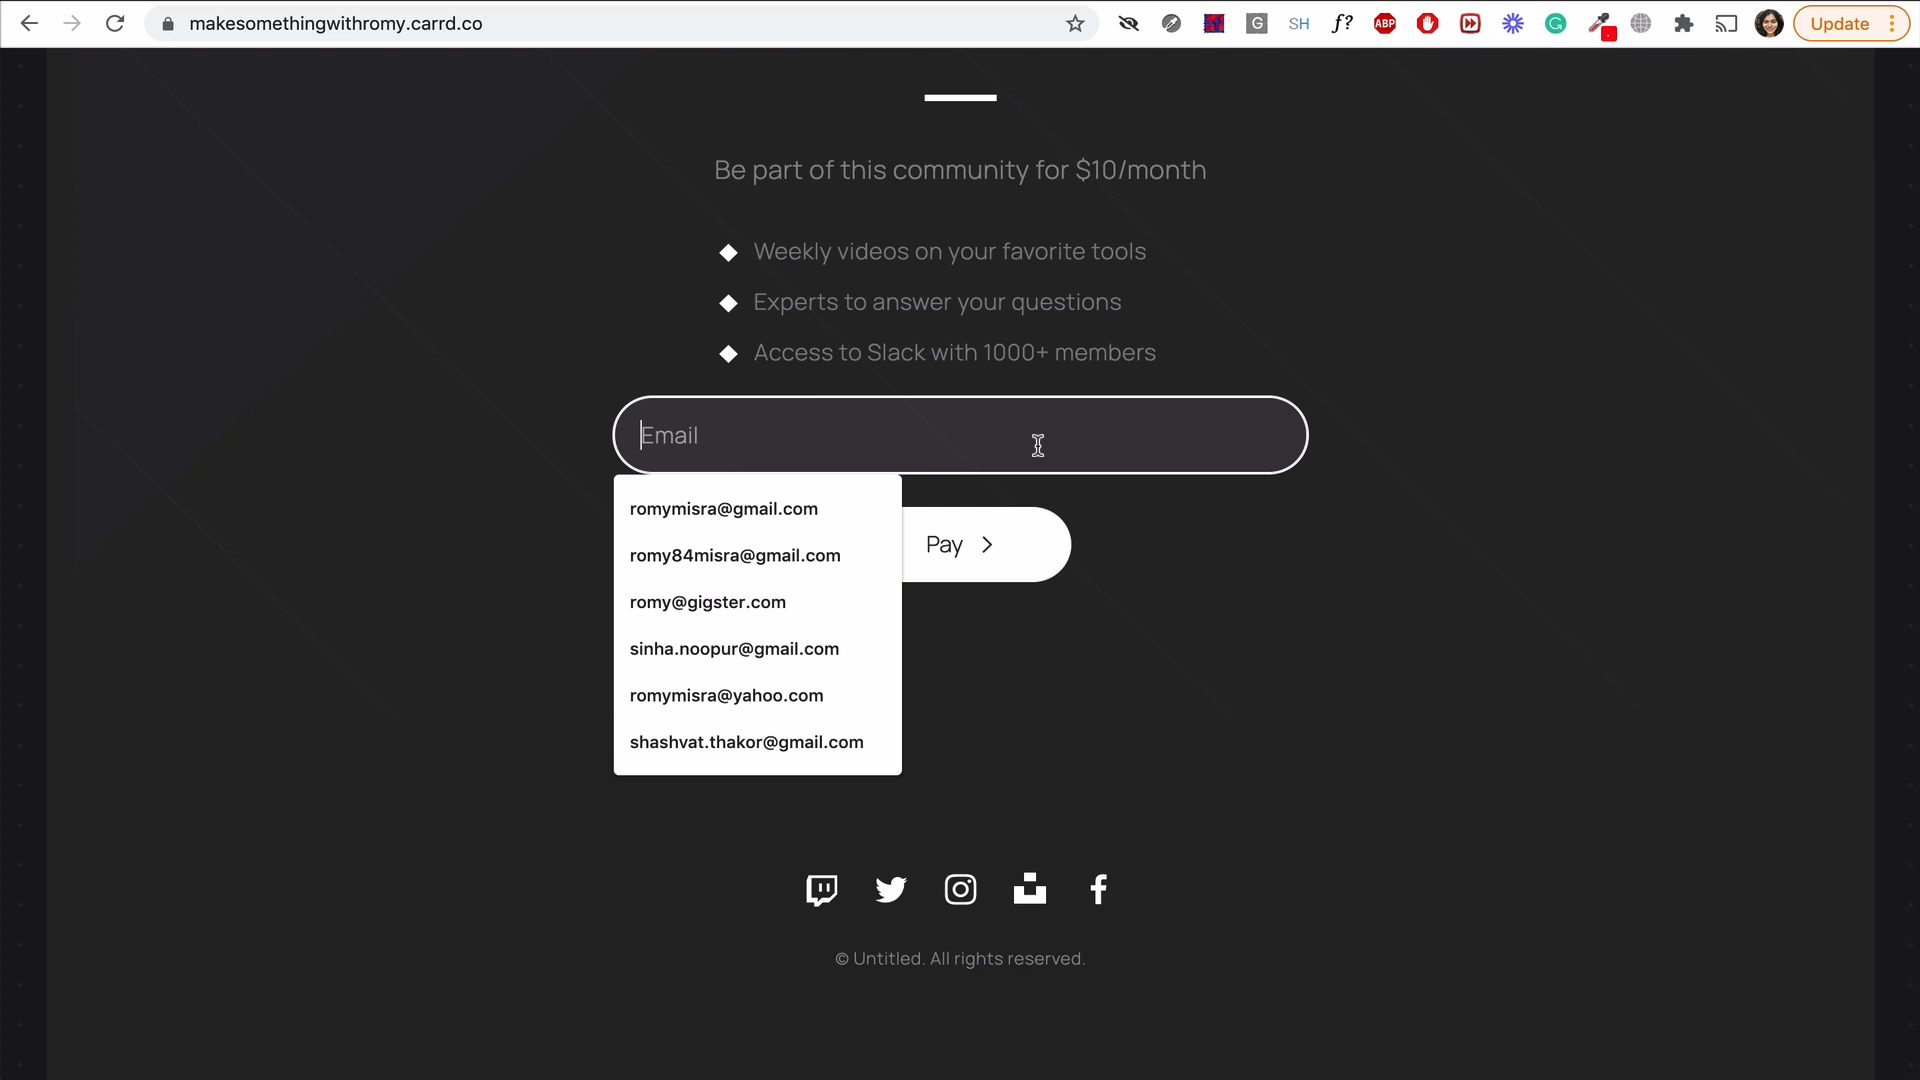 makesomethingwithromy.carrd.co
G
SH
f?
ABP
G
Update
Be part of this community for $10/month
Weekly videos on your favorite tools
Experts to answer your questions
Access to Slack with 1000+ members
Email
romymisra@gmail.com
Pay
romy84misra@gmail.com
romy@gigster.com
sinha.noopur@gmail.com
romymisra@yahoo.com
shashvat.thakor@gmail.com
© Untitled. All rights reserved.